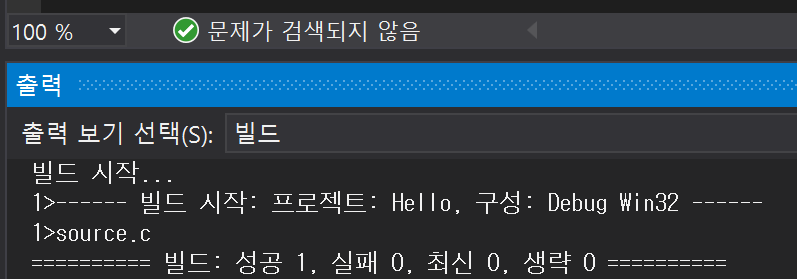 100 %
문제가 검색되지 않음
출력
출력 보기 선택(S): 빌드
빌드 시작...
1>------ 빌드 시작: 프로젝트: Hello, 구성: Debug Win32 ------
1>source.c
========== 빌드: 성공 1, 실패 0, 최신 0, 생략 0 ==========